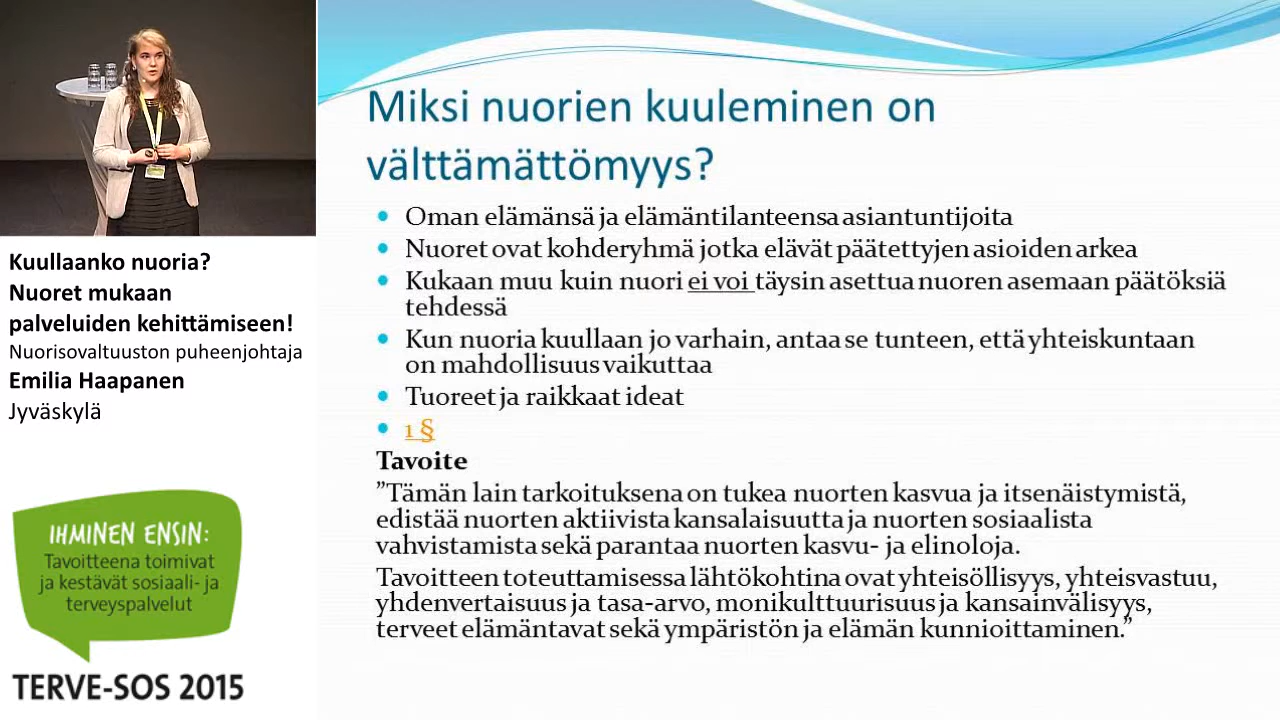 Miksi nuorien kuuleminen on
välttämättömyys?
Oman elämänsä ja elämäntilanteensa asiantuntijoita
Nuoret ovat kohderyhmä jotka elävät päätettyjen asioiden arkea
Kukaan muu kuin nuori ei voi täysin asettua nuoren asemaan päätöksiä
tehdessä
Kun nuoria kuullaan jo varhain, antaa se tunteen, että yhteiskuntaan
on mahdollisuus vaikuttaa
Tuoreet ja raikkaat ideat
1 §
Tavoite
”Tämän lain tarkoituksena on tukea nuorten kasvua ja itsenäistymistä,
edistää nuorten aktiivista kansalaisuutta ja nuorten sosiaalista
vahvistamista sekä parantaa nuorten kasvu- ja elinoloja.
Tavoitteen toteuttamisessa lähtökohtina ovat yhteisöllisyys, yhteisvastuu,
yhdenvertaisuus ja tasa-arvo, monikulttuurisuus ja kansainvälisyys,
terveet elämäntavat sekä ympäristön ja elämän kunnioittaminen.”
Kuullaanko nuoria?
Nuoret mukaan
palveluiden kehittämiseen!
Nuorisovaltuuston puheenjohtaja
Emilia Haapanen
Jyväskylä
IHMINEN ENSIN:
Tavoitteena toimivat
ja kestävät sosiaali- ja
terveyspalvelut
TERVE-SOS 2015